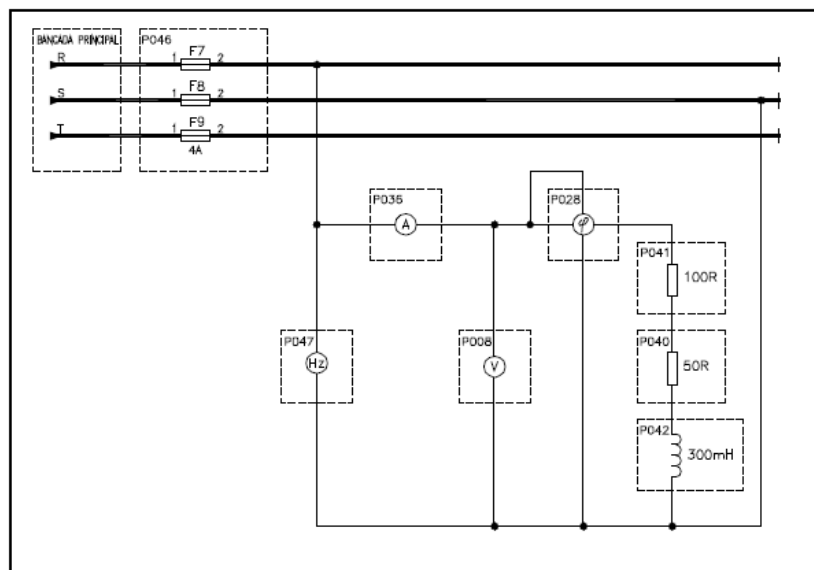 BANCADA PRINCIPAL
P046
R
1
F7
2
S
1
F8
2
T
1
F9
2
4A
P036
A
P028
φ
P041
100R
P047
Hz
P008
V
P040
50R
P042
300mH